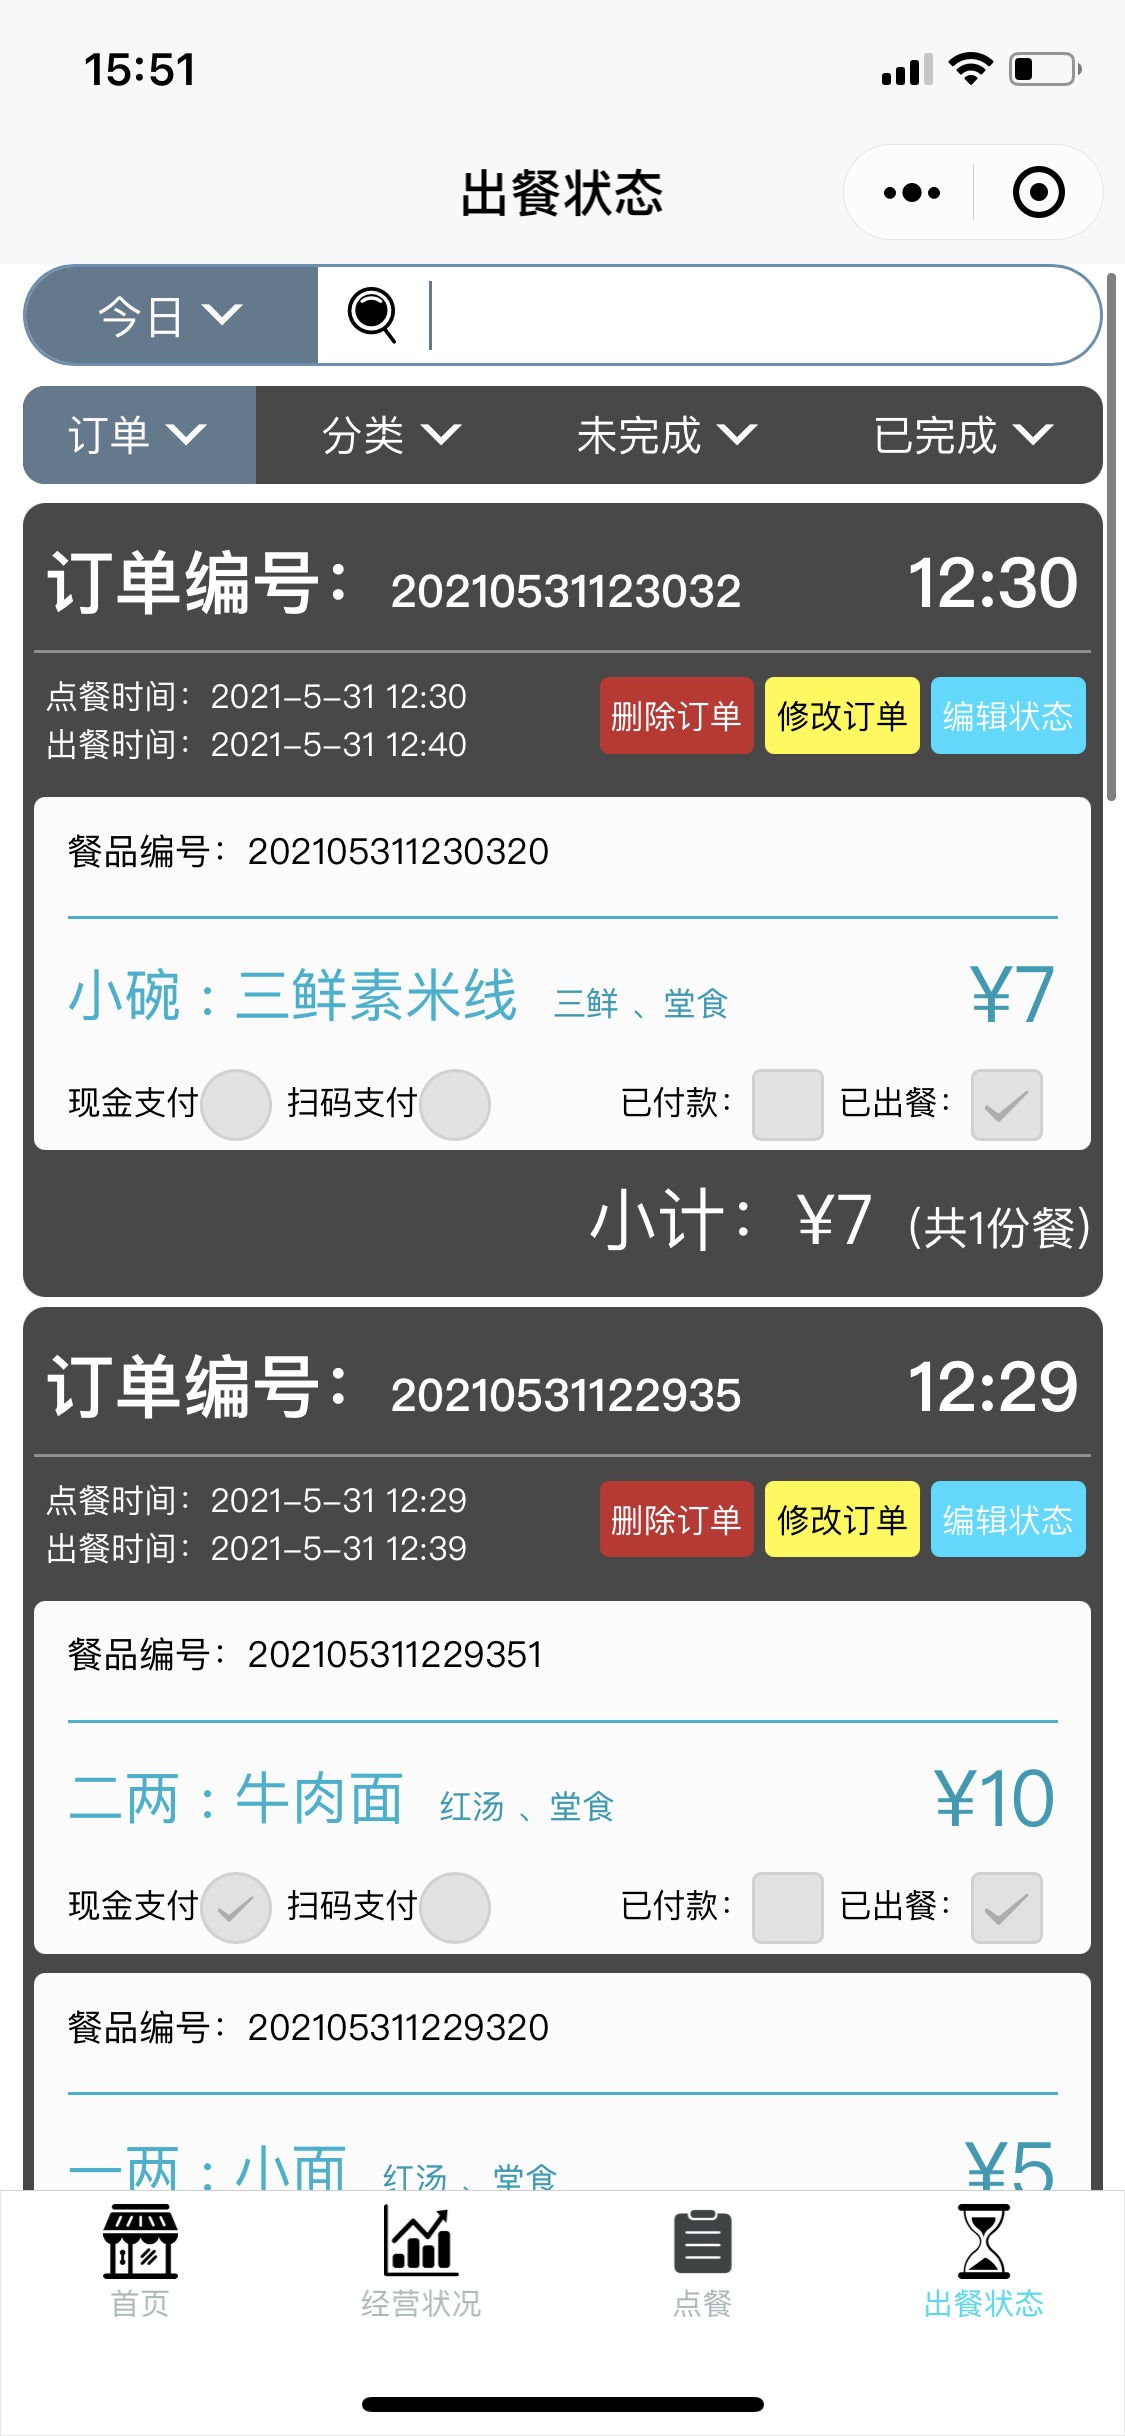 15:51
出餐状态
今日
订单 分类 未完成 已完成
订单编号：20210531123032 12:30
点餐时间：2021-5-31 12:30
出餐时间：2021-5-31 12:40
删除订单 修改订单 编辑状态
餐品编号：202105311230320
小碗：三鲜素米线 三鲜、堂食 ¥7
现金支付 扫码支付 已付款： 已出餐：
小计：¥7 (共1份餐)
订单编号：20210531122935 12:29
点餐时间：2021-5-31 12:29
出餐时间：2021-5-31 12:39
删除订单 修改订单 编辑状态
餐品编号：202105311229351
二两：牛肉面 红汤、堂食 ¥10
现金支付 扫码支付 已付款： 已出餐：
餐品编号：202105311229320
一两：小面 红汤、堂食 ¥5
首页 经营状况 点餐 出餐状态